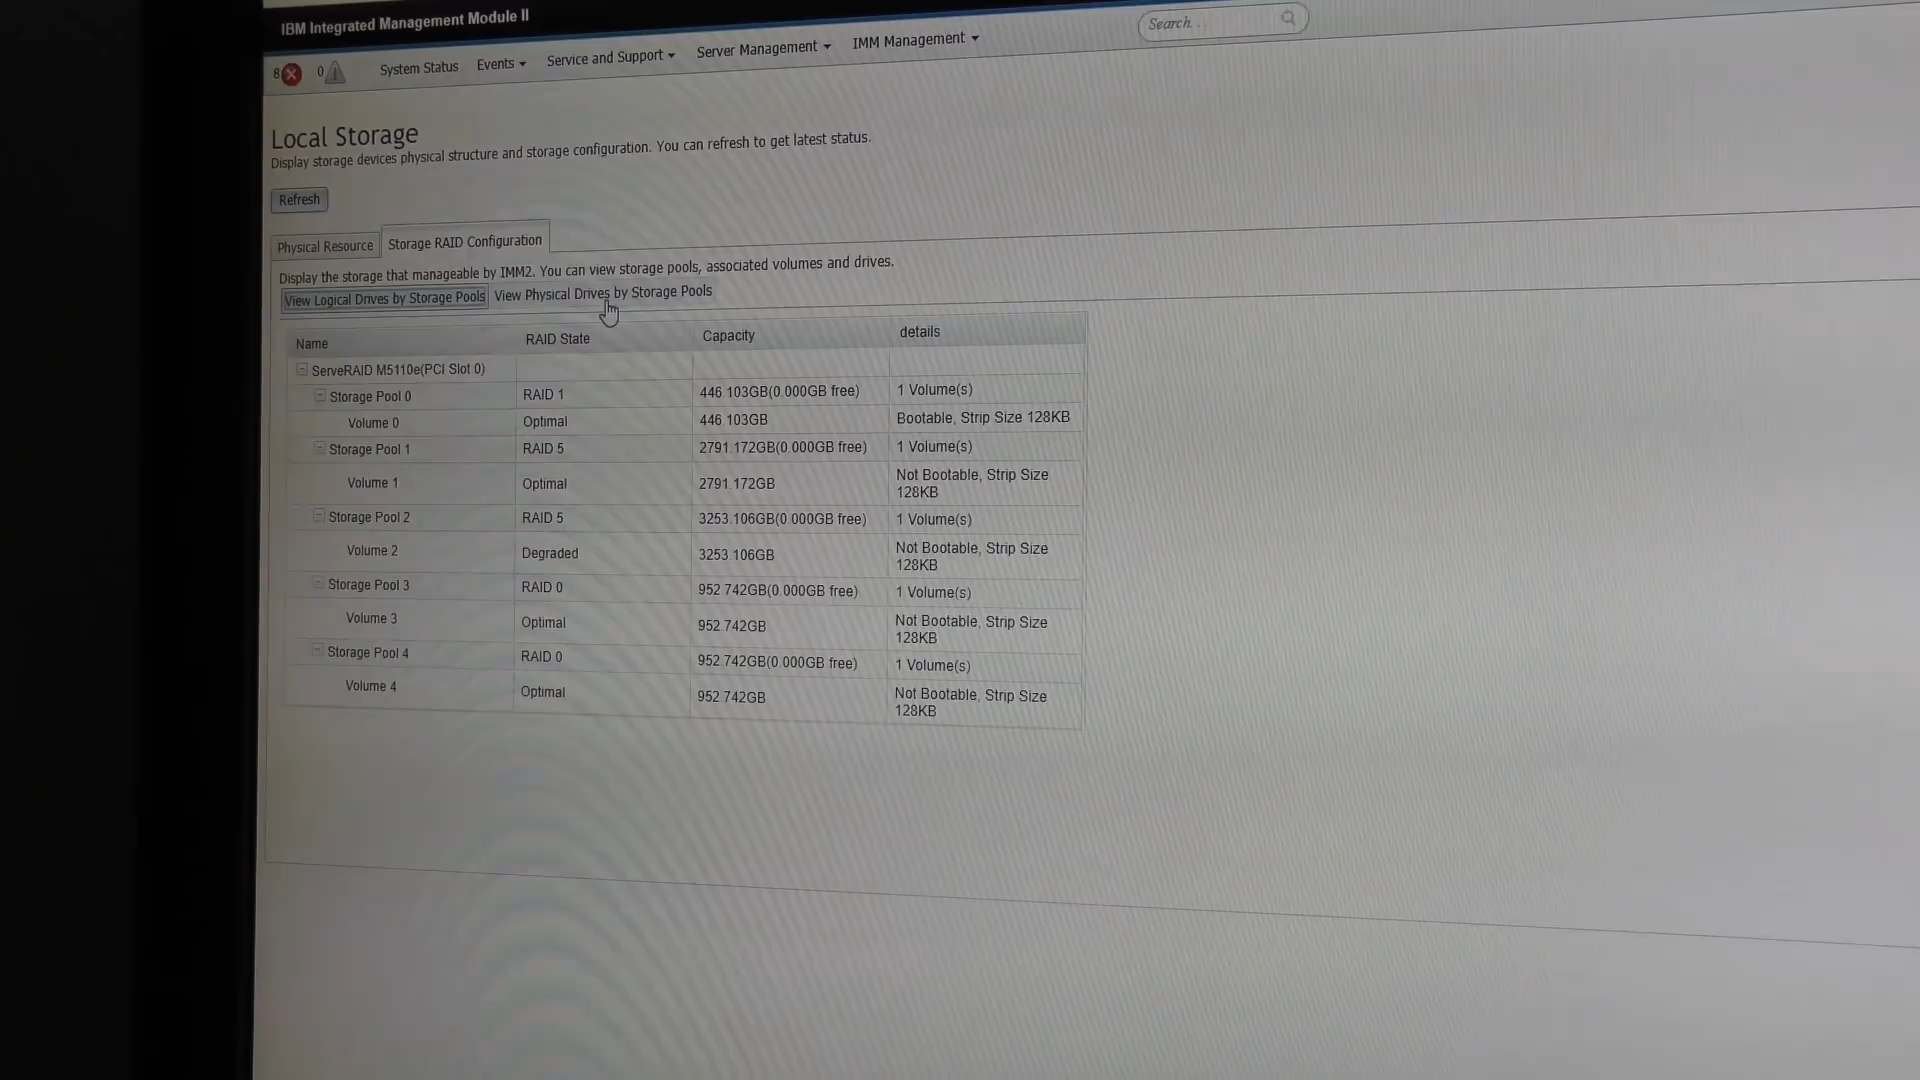 IBM Integrated Management Module II
Search...
8 0 System Status Events Service and Support Server Management IMM Management
Local Storage
Display storage devices physical structure and storage configuration. You can refresh to get latest status.
Refresh
Physical Resource Storage RAID Configuration
Display the storage that manageable by IMM2. You can view storage pools, associated volumes and drives.
View Logical Drives by Storage Pools View Physical Drives by Storage Pools
Name RAID State Capacity details
ServeRAID M5110e(PCI Slot 0)
Storage Pool 0 RAID 1 446.103GB(0.000GB free) 1 Volume(s)
Volume 0 Optimal 446.103GB Bootable, Strip Size 128KB
Storage Pool 1 RAID 5 2791.172GB(0.000GB free) 1 Volume(s)
Volume 1 Optimal 2791.172GB Not Bootable, Strip Size
128KB
Storage Pool 2 RAID 5 3253.106GB(0.000GB free) 1 Volume(s)
Volume 2 Degraded 3253.106GB Not Bootable, Strip Size
128KB
Storage Pool 3 RAID 0 952.742GB(0.000GB free) 1 Volume(s)
Volume 3 Optimal 952.742GB Not Bootable, Strip Size
128KB
Storage Pool 4 RAID 0 952.742GB(0.000GB free) 1 Volume(s)
Volume 4 Optimal 952.742GB Not Bootable, Strip Size
128KB